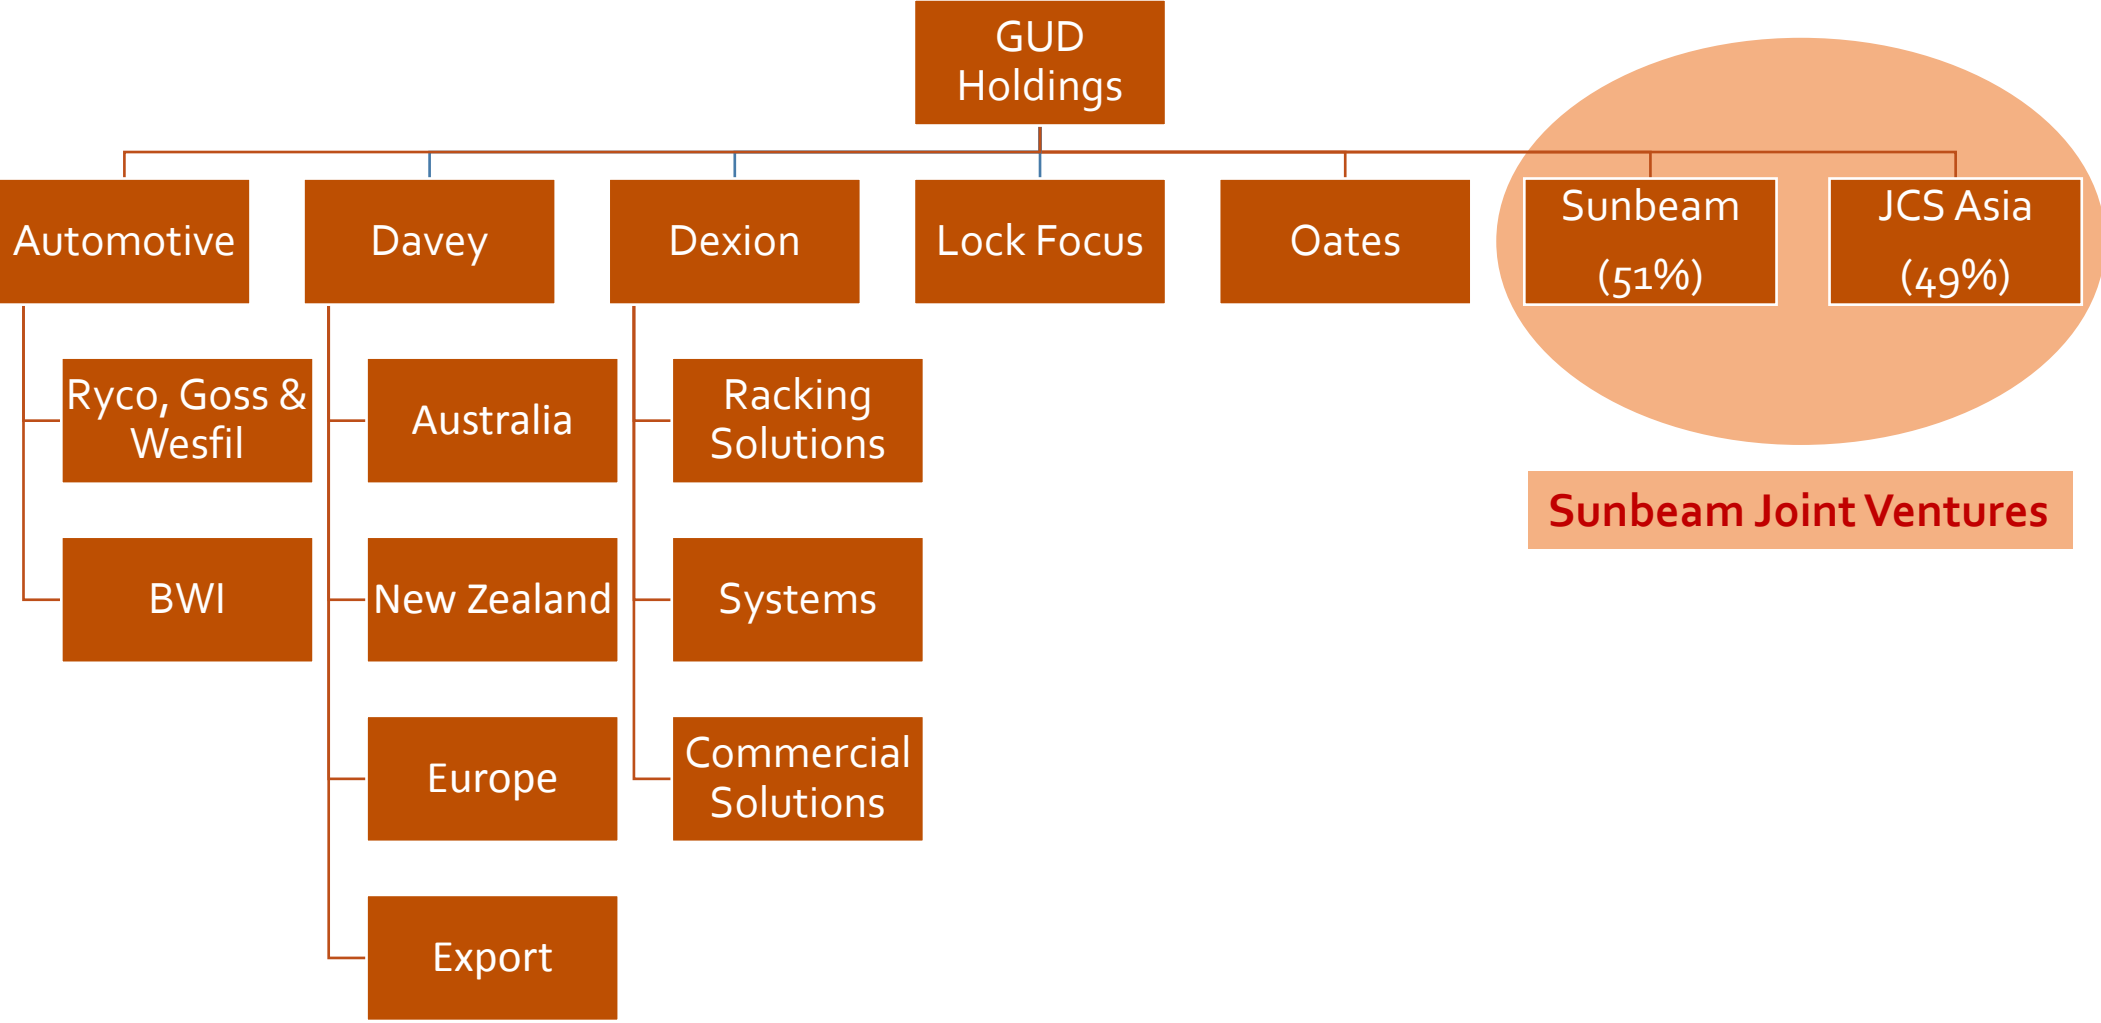 GUD
Holdings
Automotive
Davey
Dexion
Lock Focus
Oates
Sunbeam
(51%)
JCS Asia
(49%)
Ryco, Goss &
Wesfil
BWI
Australia
New Zealand
Europe
Export
Racking
Solutions
Systems
Commercial
Solutions
Sunbeam Joint Ventures